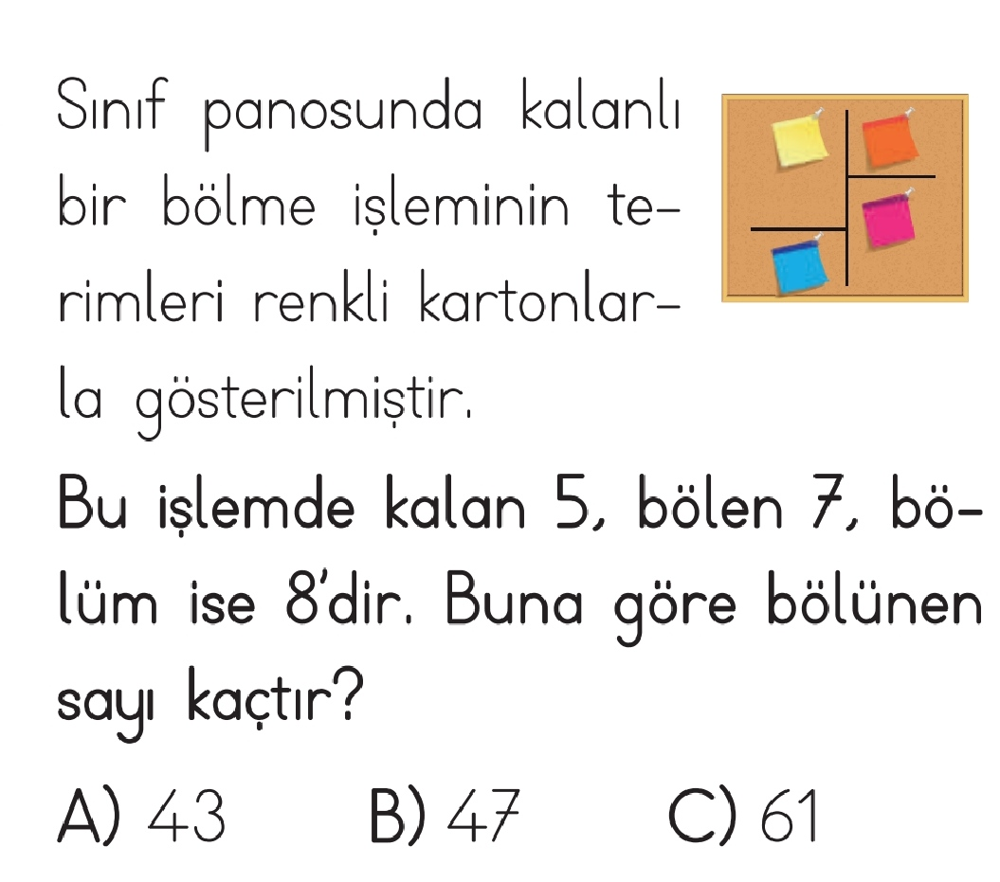 Sınıf panosunda kalanlı
bir bölme işleminin te-
rimleri renkli kartonlar-
la gösterilmiştir.
Bu işlemde kalan 5, bölen 7, bö-
lüm ise 8'dir. Buna göre bölünen
sayı kaçtır?
A) 43 B) 47 C) 61